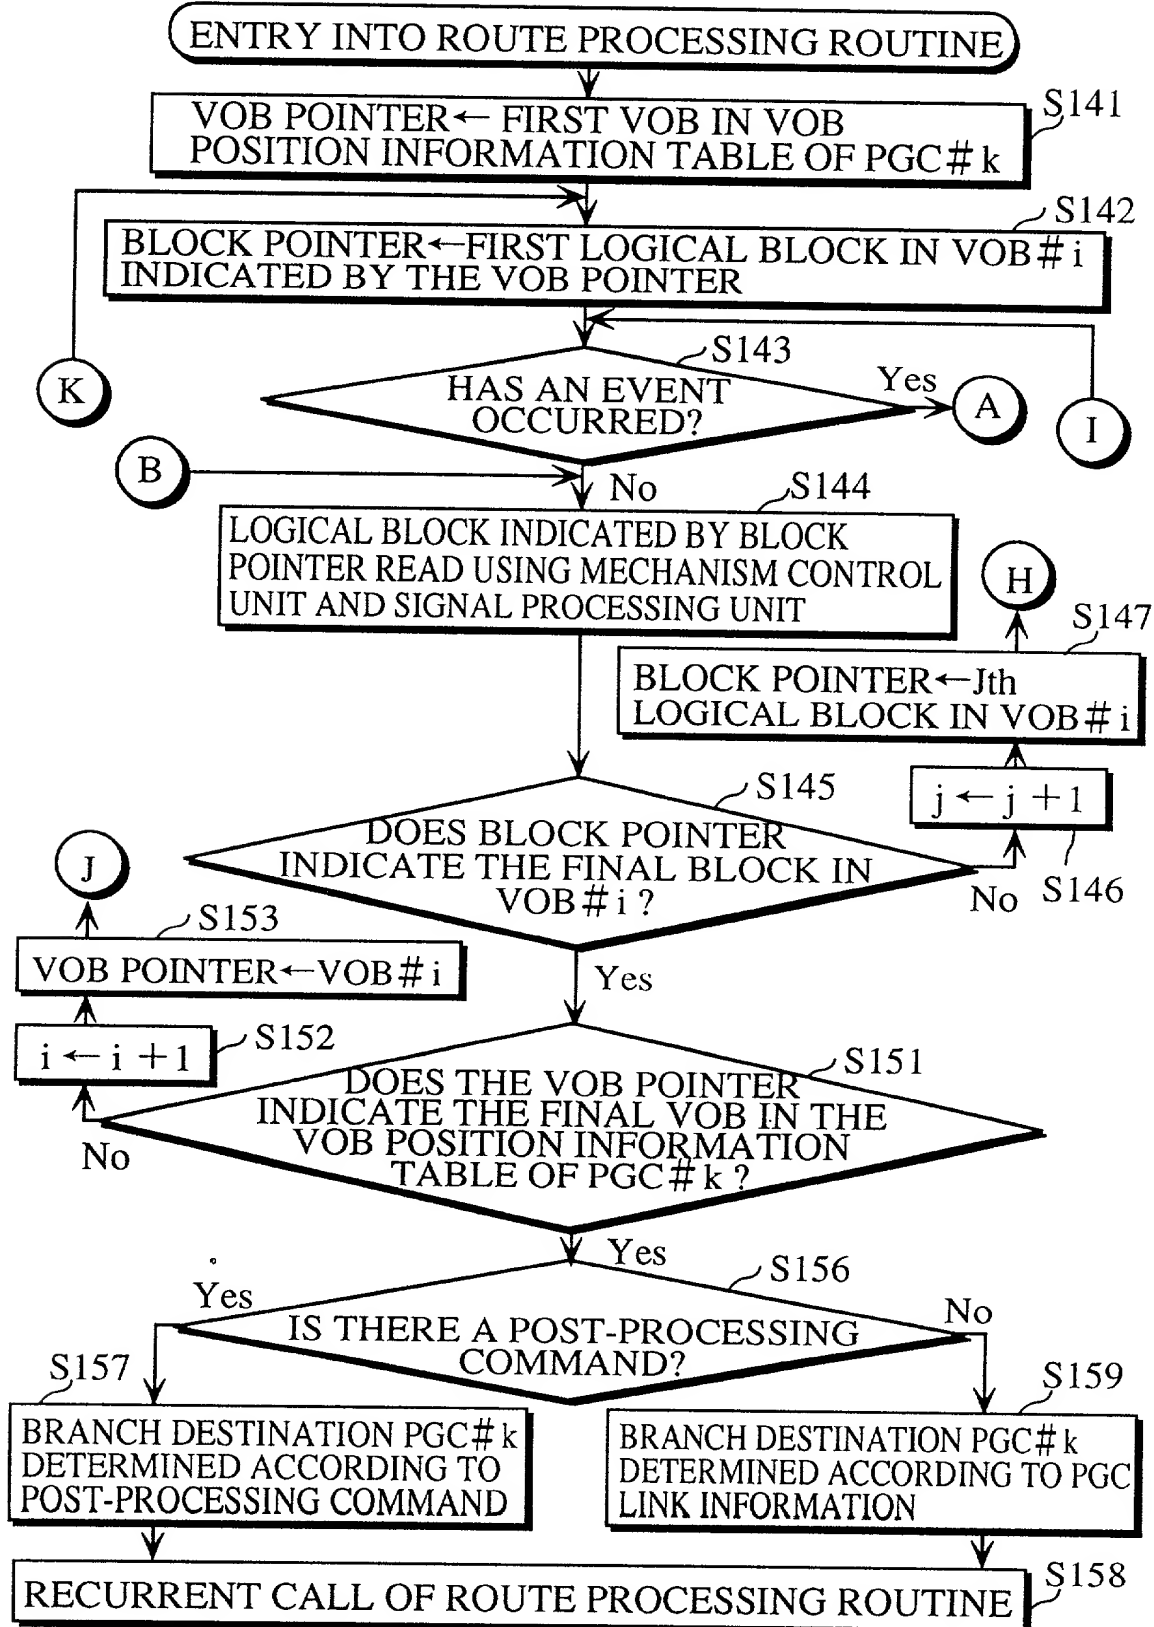 ENTRY INTO ROUTE PROCESSING ROUTINE
S141
VOB POINTER← FIRST VOB IN VOB
POSITION INFORMATION TABLE OF PGC#k
S142
BLOCK POINTER←FIRST LOGICAL BLOCK IN VOB#i
INDICATED BY THE VOB POINTER
S143
K
HAS AN EVENT
OCCURRED?
Yes
A
I
B
No
S144
LOGICAL BLOCK INDICATED BY BLOCK
POINTER READ USING MECHANISM CONTROL
UNIT AND SIGNAL PROCESSING UNIT
H
S147
BLOCK POINTER←Jth
LOGICAL BLOCK IN VOB#i
S145
j ← j +1
S146
DOES BLOCK POINTER
INDICATE THE FINAL BLOCK IN
VOB#i ?
No
J
S153
VOB POINTER←VOB#i
Yes
i ← i +1
S152
S151
DOES THE VOB POINTER
INDICATE THE FINAL VOB IN THE
VOB POSITION INFORMATION
TABLE OF PGC#k ?
No
Yes
S156
Yes
No
IS THERE A POST-PROCESSING
COMMAND?
S157
BRANCH DESTINATION PGC#k
DETERMINED ACCORDING TO
POST-PROCESSING COMMAND
S159
BRANCH DESTINATION PGC#k
DETERMINED ACCORDING TO PGC
LINK INFORMATION
S158
RECURRENT CALL OF ROUTE PROCESSING ROUTINE